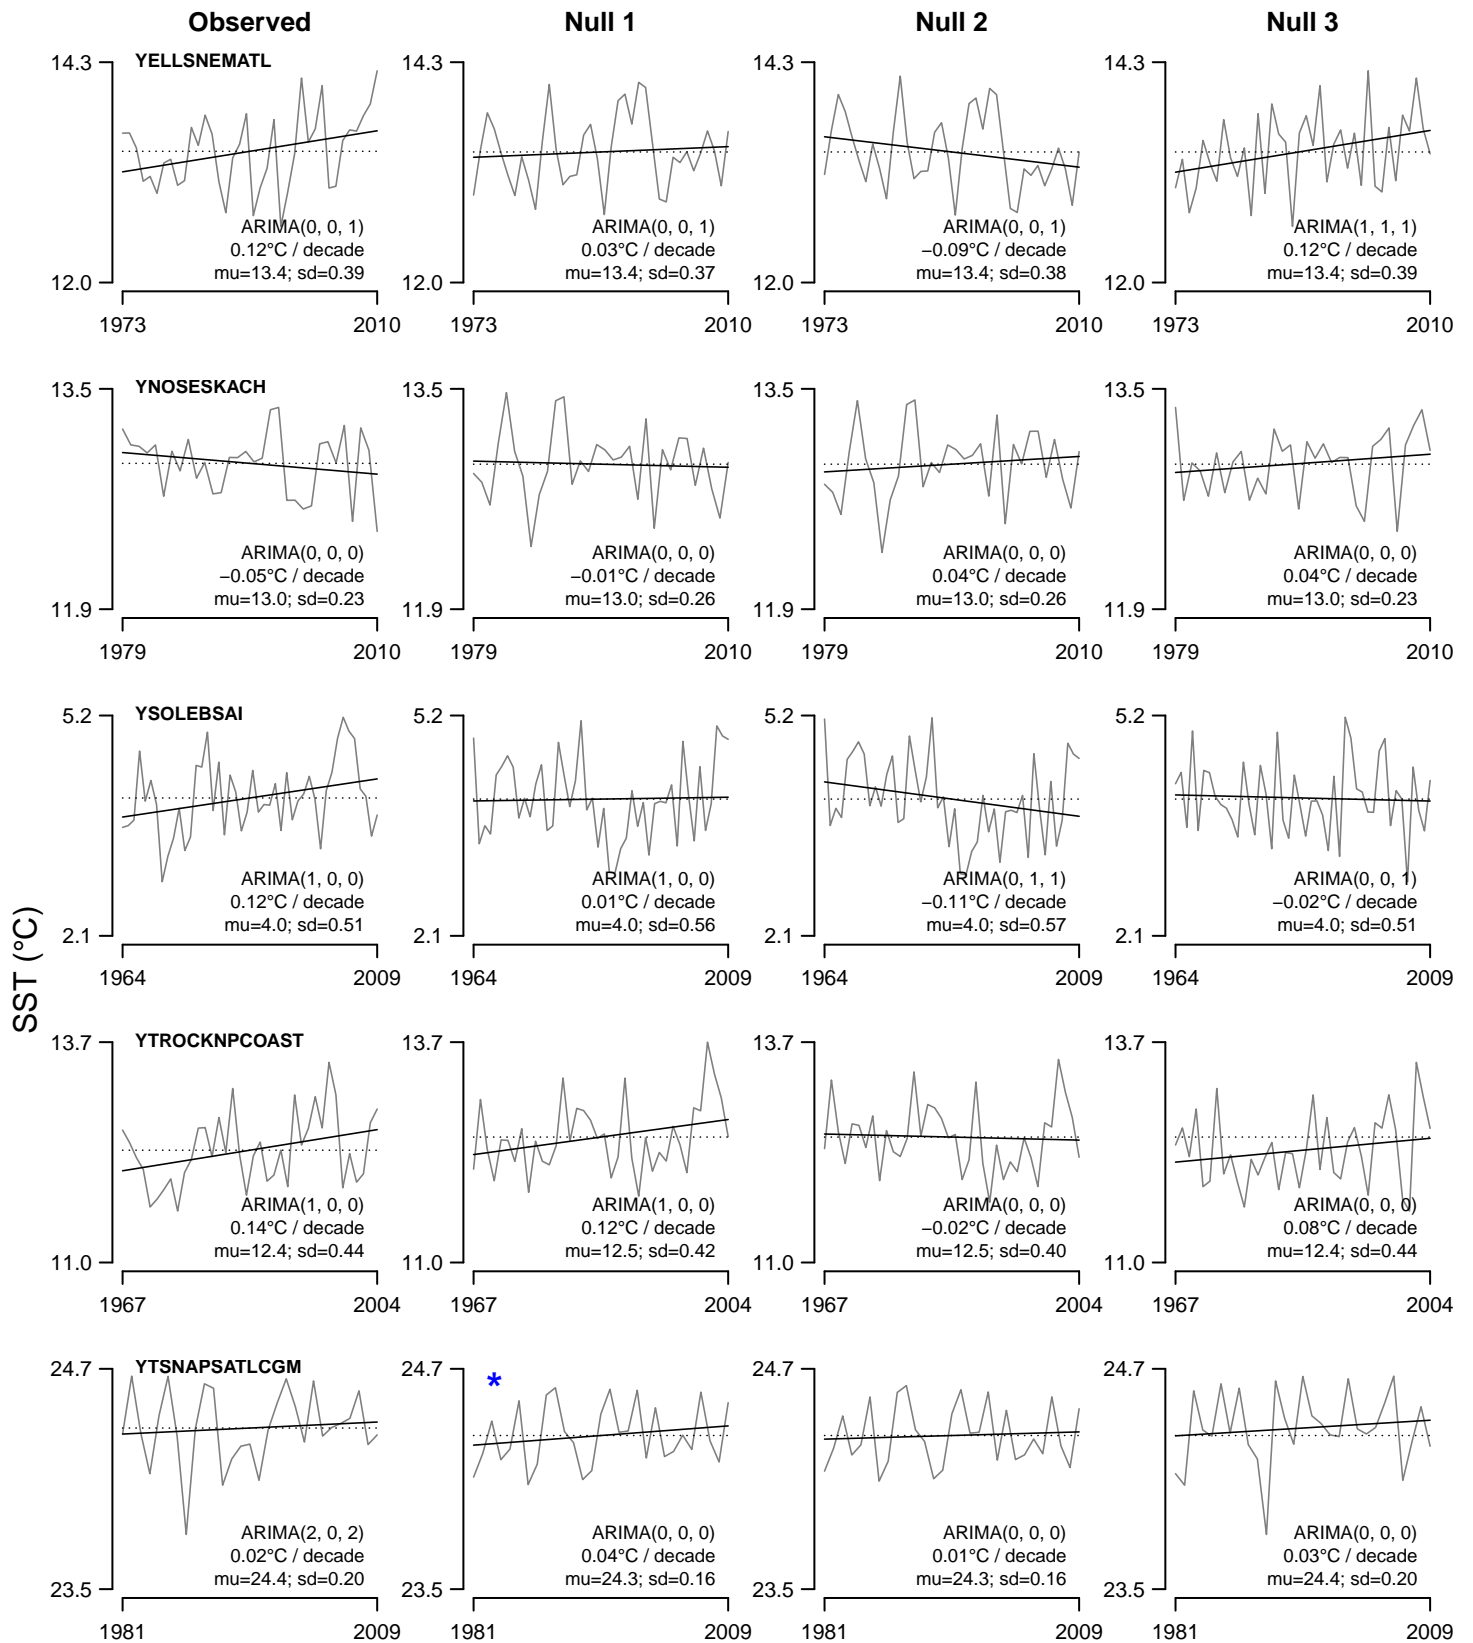 Observed Null 1 Null 2 Null 3
SST (°C)
YELLSNEMATL
14.3 14.3 14.3 14.3
ARIMA(0, 0, 1) ARIMA(0, 0, 1) ARIMA(0, 0, 1) ARIMA(1, 1, 1)
0.12°C / decade 0.03°C / decade −0.09°C / decade 0.12°C / decade
mu=13.4; sd=0.39 mu=13.4; sd=0.37 mu=13.4; sd=0.38 mu=13.4; sd=0.39
12.0 12.0 12.0 12.0
1973 2010 1973 2010 1973 2010 1973 2010
YNOSESKACH
13.5 13.5 13.5 13.5
ARIMA(0, 0, 0) ARIMA(0, 0, 0) ARIMA(0, 0, 0) ARIMA(0, 0, 0)
−0.05°C / decade −0.01°C / decade 0.04°C / decade 0.04°C / decade
mu=13.0; sd=0.23 mu=13.0; sd=0.26 mu=13.0; sd=0.26 mu=13.0; sd=0.23
11.9 11.9 11.9 11.9
1979 2010 1979 2010 1979 2010 1979 2010
YSOLEBSAI
5.2 5.2 5.2 5.2
ARIMA(1, 0, 0) ARIMA(1, 0, 0) ARIMA(0, 1, 1) ARIMA(0, 0, 1)
0.12°C / decade 0.01°C / decade −0.11°C / decade −0.02°C / decade
mu=4.0; sd=0.51 mu=4.0; sd=0.56 mu=4.0; sd=0.57 mu=4.0; sd=0.51
2.1 2.1 2.1 2.1
1964 2009 1964 2009 1964 2009 1964 2009
YTROCKNPCOAST
13.7 13.7 13.7 13.7
ARIMA(1, 0, 0) ARIMA(1, 0, 0) ARIMA(0, 0, 0) ARIMA(0, 0, 0)
0.14°C / decade 0.12°C / decade −0.02°C / decade 0.08°C / decade
mu=12.4; sd=0.44 mu=12.5; sd=0.42 mu=12.5; sd=0.40 mu=12.4; sd=0.44
11.0 11.0 11.0 11.0
1967 2004 1967 2004 1967 2004 1967 2004
YTSNAPSATLCGM
24.7 24.7 24.7 24.7
*
ARIMA(2, 0, 2) ARIMA(0, 0, 0) ARIMA(0, 0, 0) ARIMA(0, 0, 0)
0.02°C / decade 0.04°C / decade 0.01°C / decade 0.03°C / decade
mu=24.4; sd=0.20 mu=24.3; sd=0.16 mu=24.3; sd=0.16 mu=24.4; sd=0.20
23.5 23.5 23.5 23.5
1981 2009 1981 2009 1981 2009 1981 2009